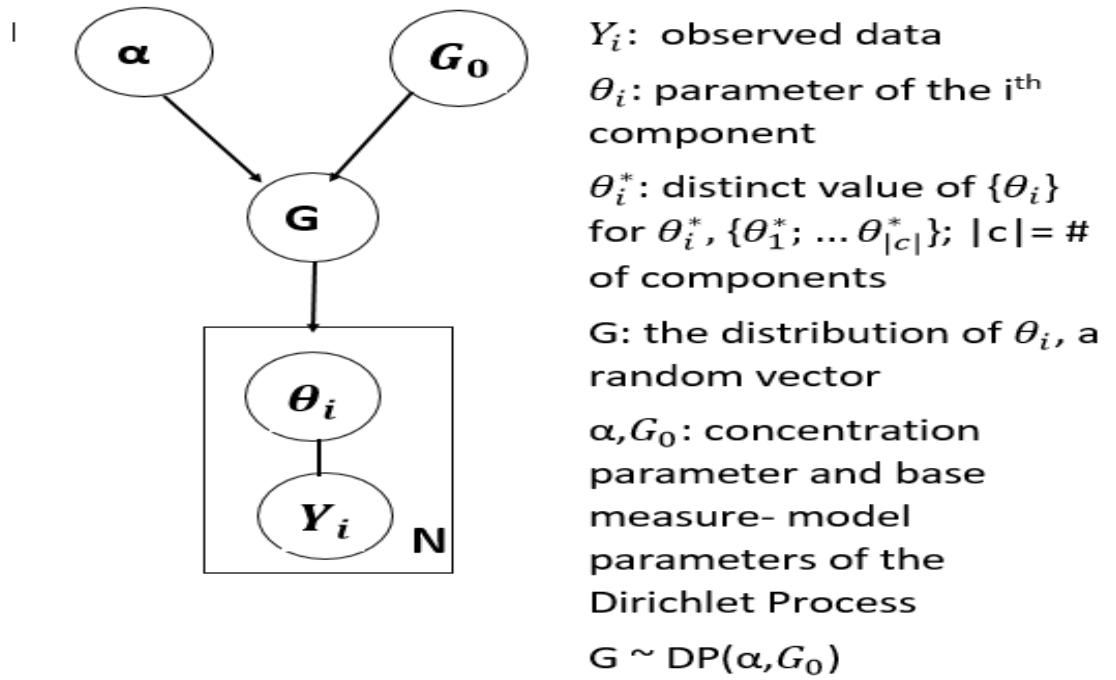 |
α
G₀
G
θᵢ
Yᵢ
N
Yᵢ: observed data
θᵢ: parameter of the iᵗʰ
component
θᵢ*: distinct value of {θᵢ}
for θᵢ*, {θ₁*; ... θ|c|*}; |c|= #
of components
G: the distribution of θᵢ, a
random vector
α,G₀: concentration
parameter and base
measure- model
parameters of the
Dirichlet Process
G ~ DP(α,G₀)